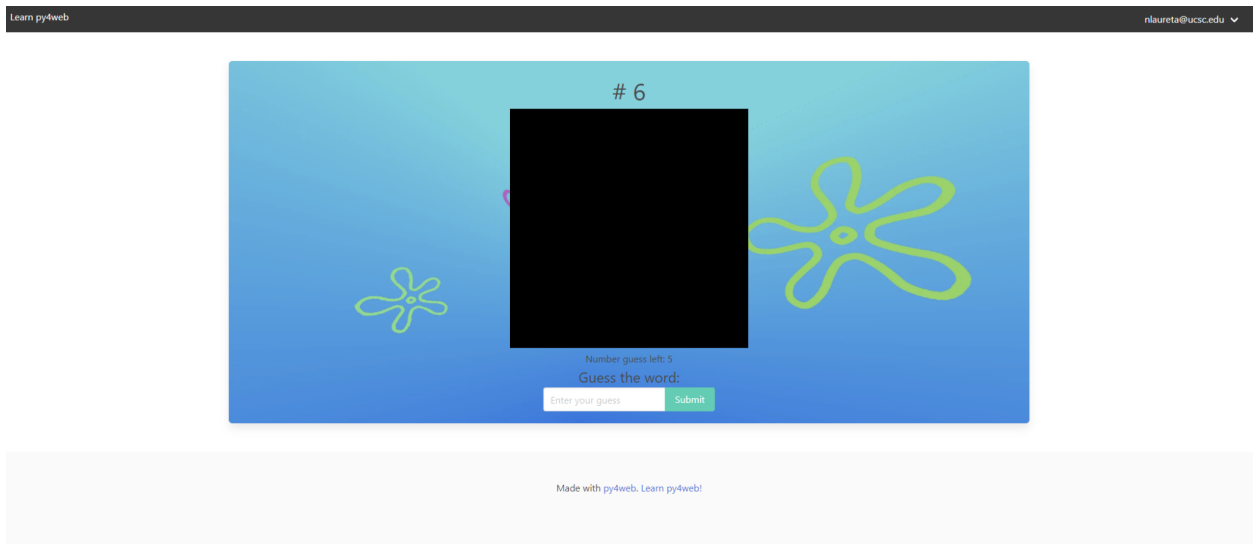 Learn py4web
nlaureta@ucsc.edu
# 6
Number guess left: 5
Guess the word:
Enter your guess
Submit
Made with py4web. Learn py4web!